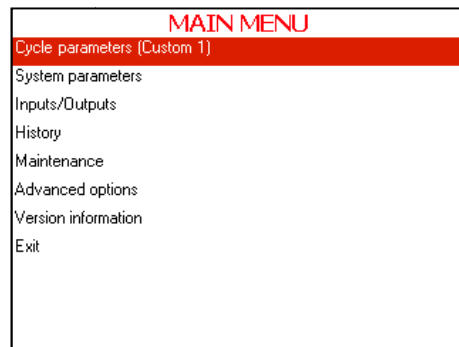 MAIN MENU
Cycle parameters (Custom 1)
System parameters
Inputs/Outputs
History
Maintenance
Advanced options
Version information
Exit